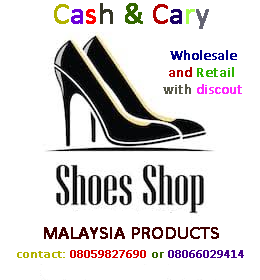 Cash & Cary
Wholesale
and Retail
with discout
Shoes Shop
MALAYSIA PRODUCTS
contact: 08059827690 or 08066029414